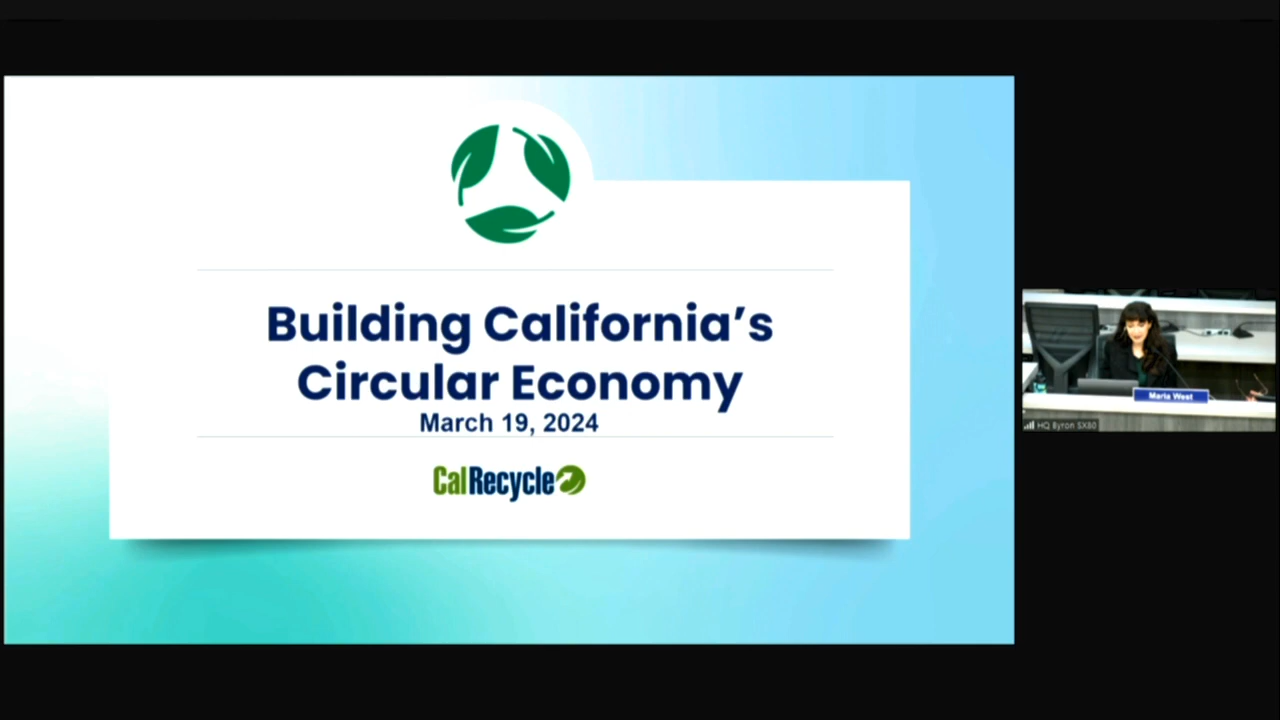 Building California’s
Circular Economy
March 19, 2024
CalRecycle
Maria West
HQ Byron SX80